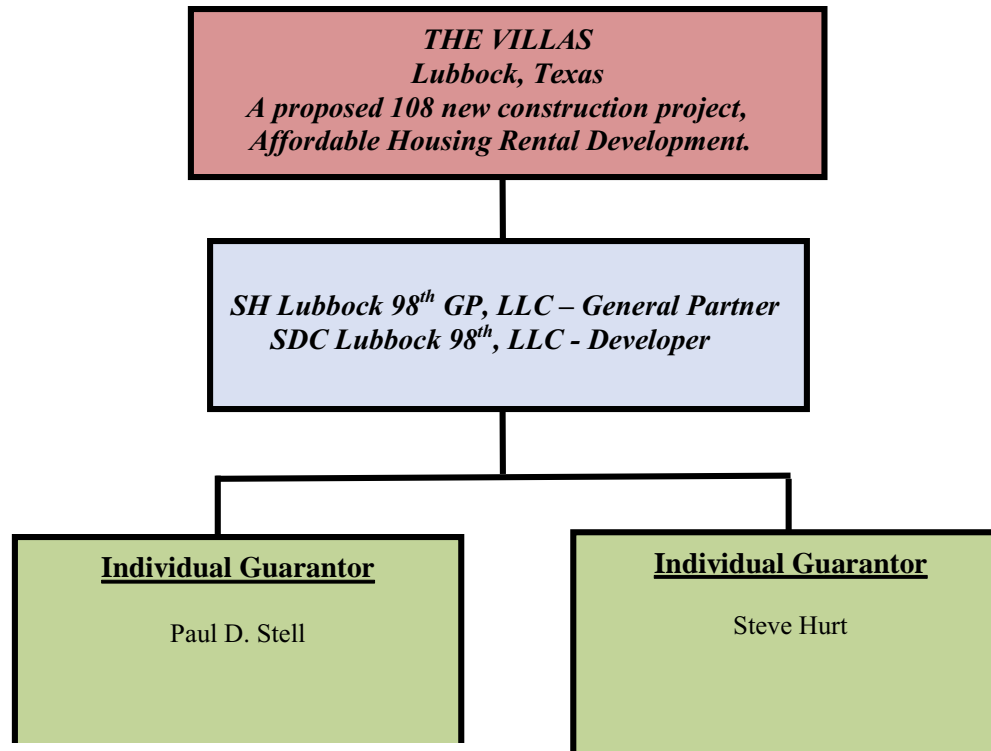 THE VILLAS
Lubbock, Texas
A proposed 108 new construction project,
Affordable Housing Rental Development.
SH Lubbock 98th GP, LLC – General Partner
SDC Lubbock 98th, LLC - Developer
Individual Guarantor
Paul D. Stell
Individual Guarantor
Steve Hurt